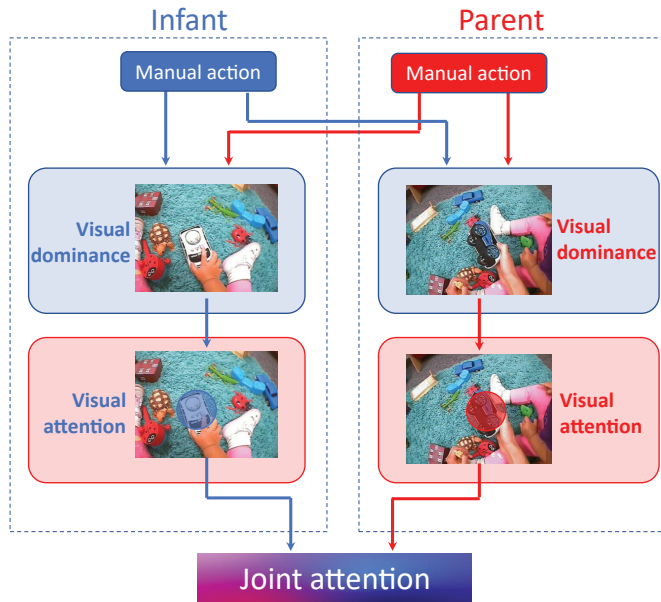 Infant
Parent
Manual action
Manual action
Visual
dominance
Visual
dominance
Visual
attention
Visual
attention
Joint attention